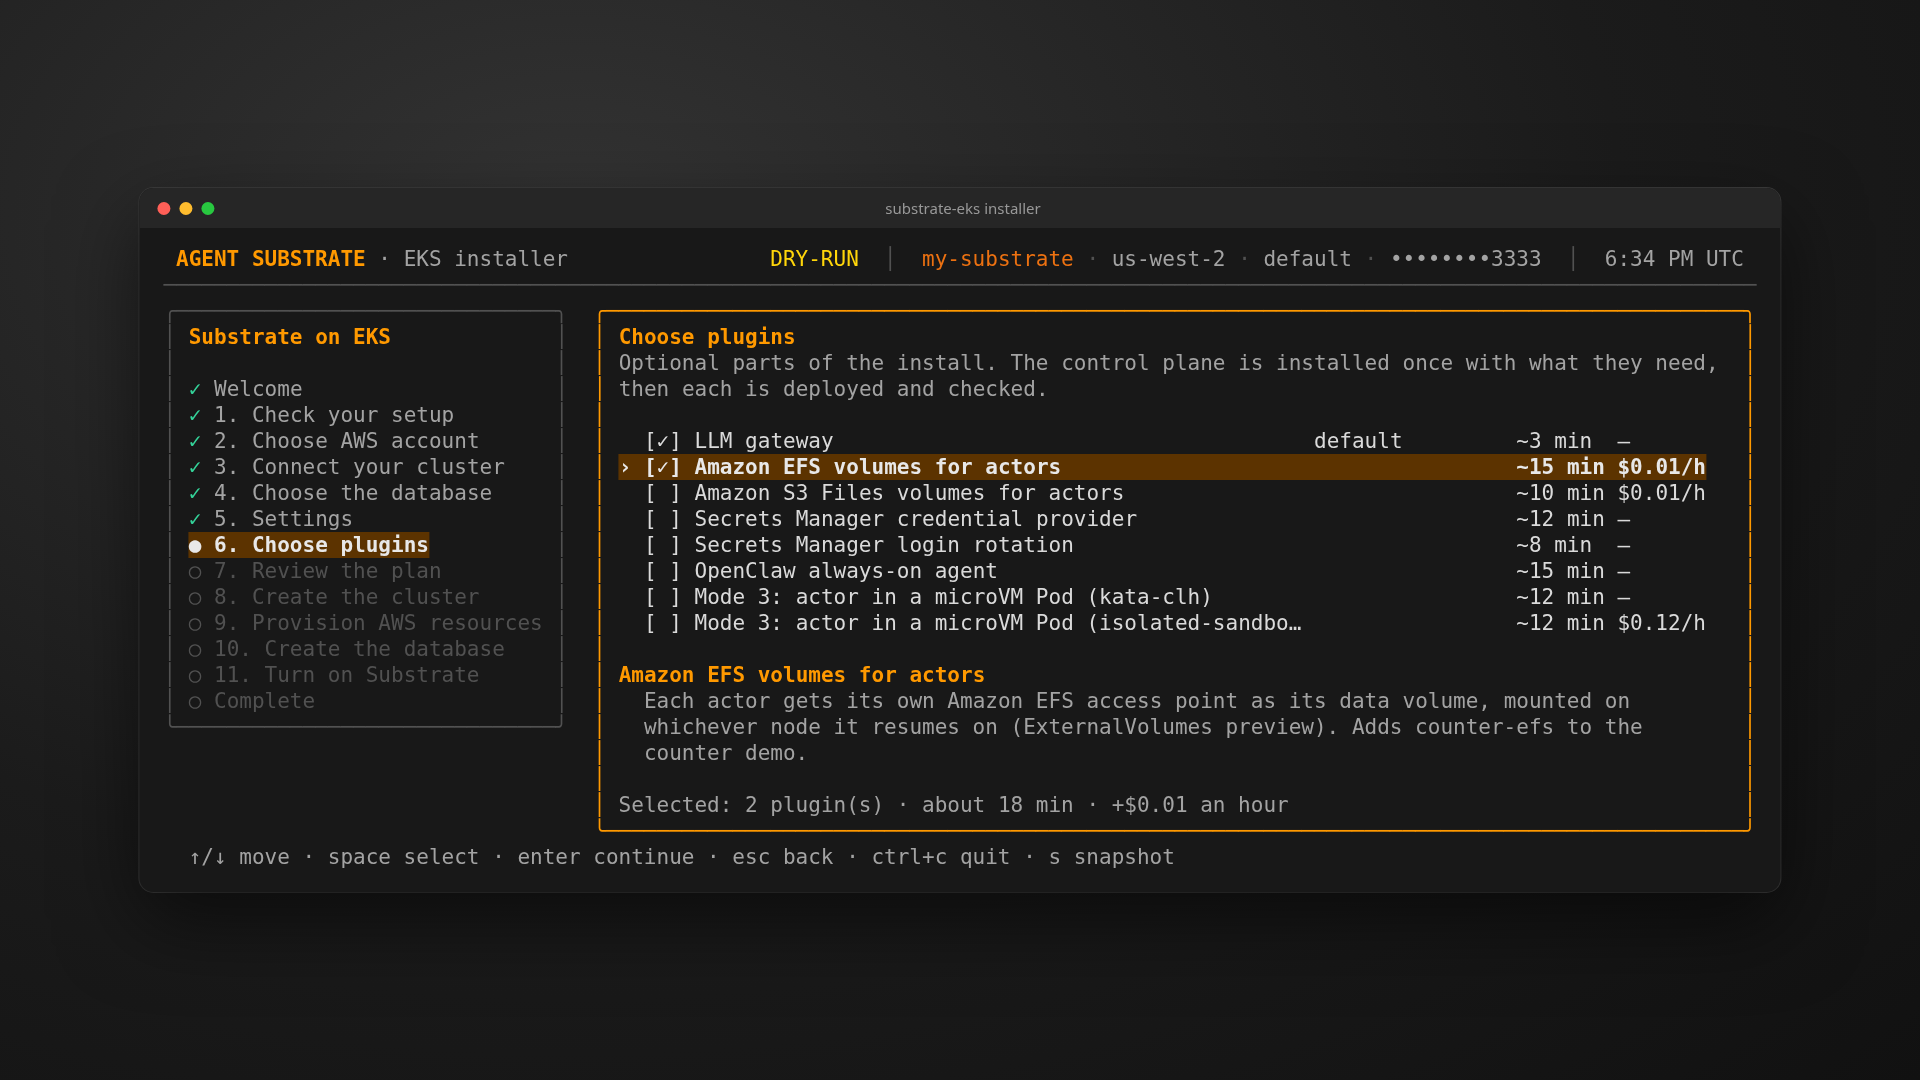 substrate-eks installer
AGENT SUBSTRATE · EKS installer DRY-RUN │ my-substrate · us-west-2 · default · ••••••••3333 │ 6:34 PM UTC
Substrate on EKS
✓ Welcome
✓ 1. Check your setup
✓ 2. Choose AWS account
✓ 3. Connect your cluster
✓ 4. Choose the database
✓ 5. Settings
● 6. Choose plugins
○ 7. Review the plan
○ 8. Create the cluster
○ 9. Provision AWS resources
○ 10. Create the database
○ 11. Turn on Substrate
○ Complete
Choose plugins
Optional parts of the install. The control plane is installed once with what they need,
then each is deployed and checked.
[✓] LLM gateway default ~3 min —
› [✓] Amazon EFS volumes for actors ~15 min $0.01/h
[ ] Amazon S3 Files volumes for actors ~10 min $0.01/h
[ ] Secrets Manager credential provider ~12 min —
[ ] Secrets Manager login rotation ~8 min —
[ ] OpenClaw always-on agent ~15 min —
[ ] Mode 3: actor in a microVM Pod (kata-clh) ~12 min —
[ ] Mode 3: actor in a microVM Pod (isolated-sandbo… ~12 min $0.12/h
Amazon EFS volumes for actors
Each actor gets its own Amazon EFS access point as its data volume, mounted on
whichever node it resumes on (ExternalVolumes preview). Adds counter-efs to the
counter demo.
Selected: 2 plugin(s) · about 18 min · +$0.01 an hour
↑/↓ move · space select · enter continue · esc back · ctrl+c quit · s snapshot